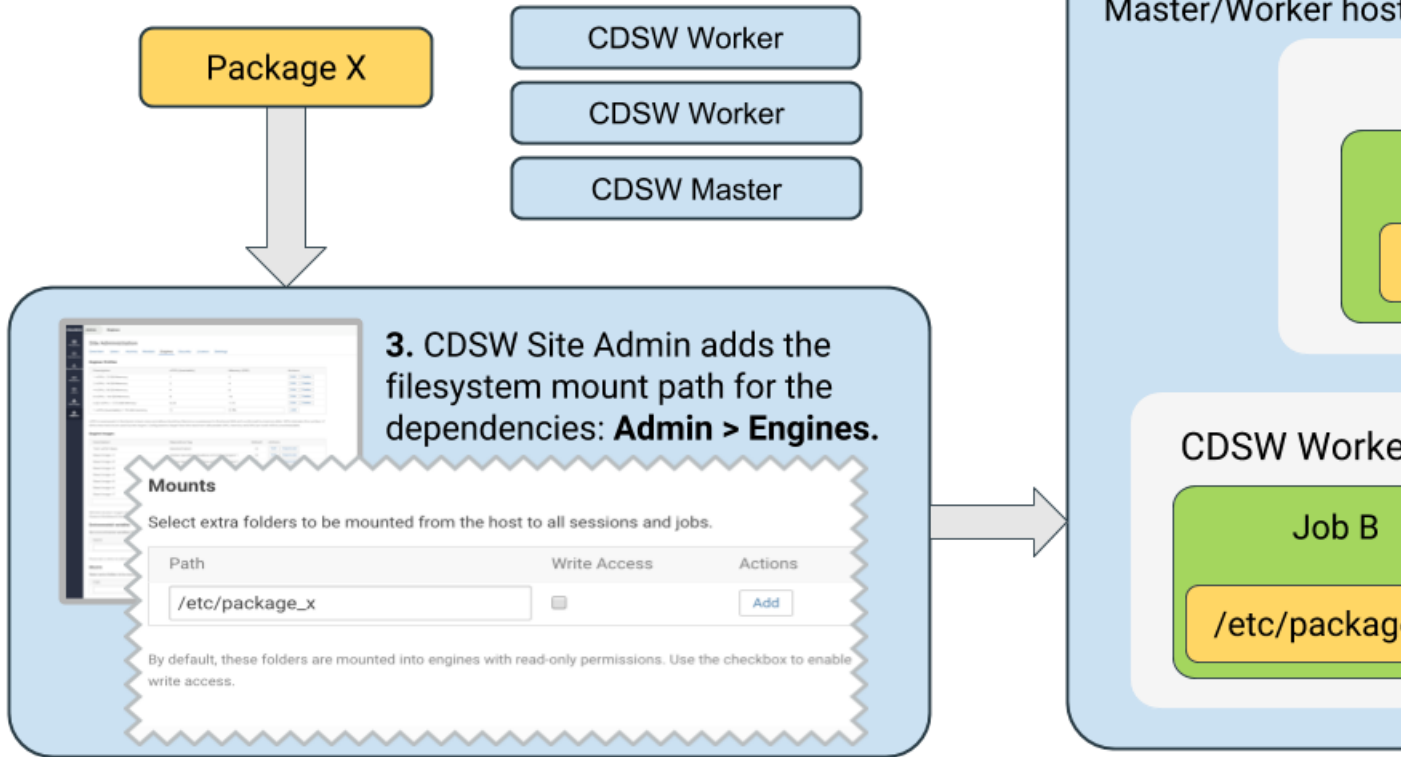 Package X
CDSW Worker
CDSW Worker
CDSW Master
Master/Worker host
3. CDSW Site Admin adds the
filesystem mount path for the
dependencies: Admin > Engines.
Site Administration
Mounts
Select extra folders to be mounted from the host to all sessions and jobs.
Path Write Access Actions
/etc/package_x Add
By default, these folders are mounted into engines with read-only permissions. Use the checkbox to enable
write access.
CDSW Worke
Job B
/etc/packag